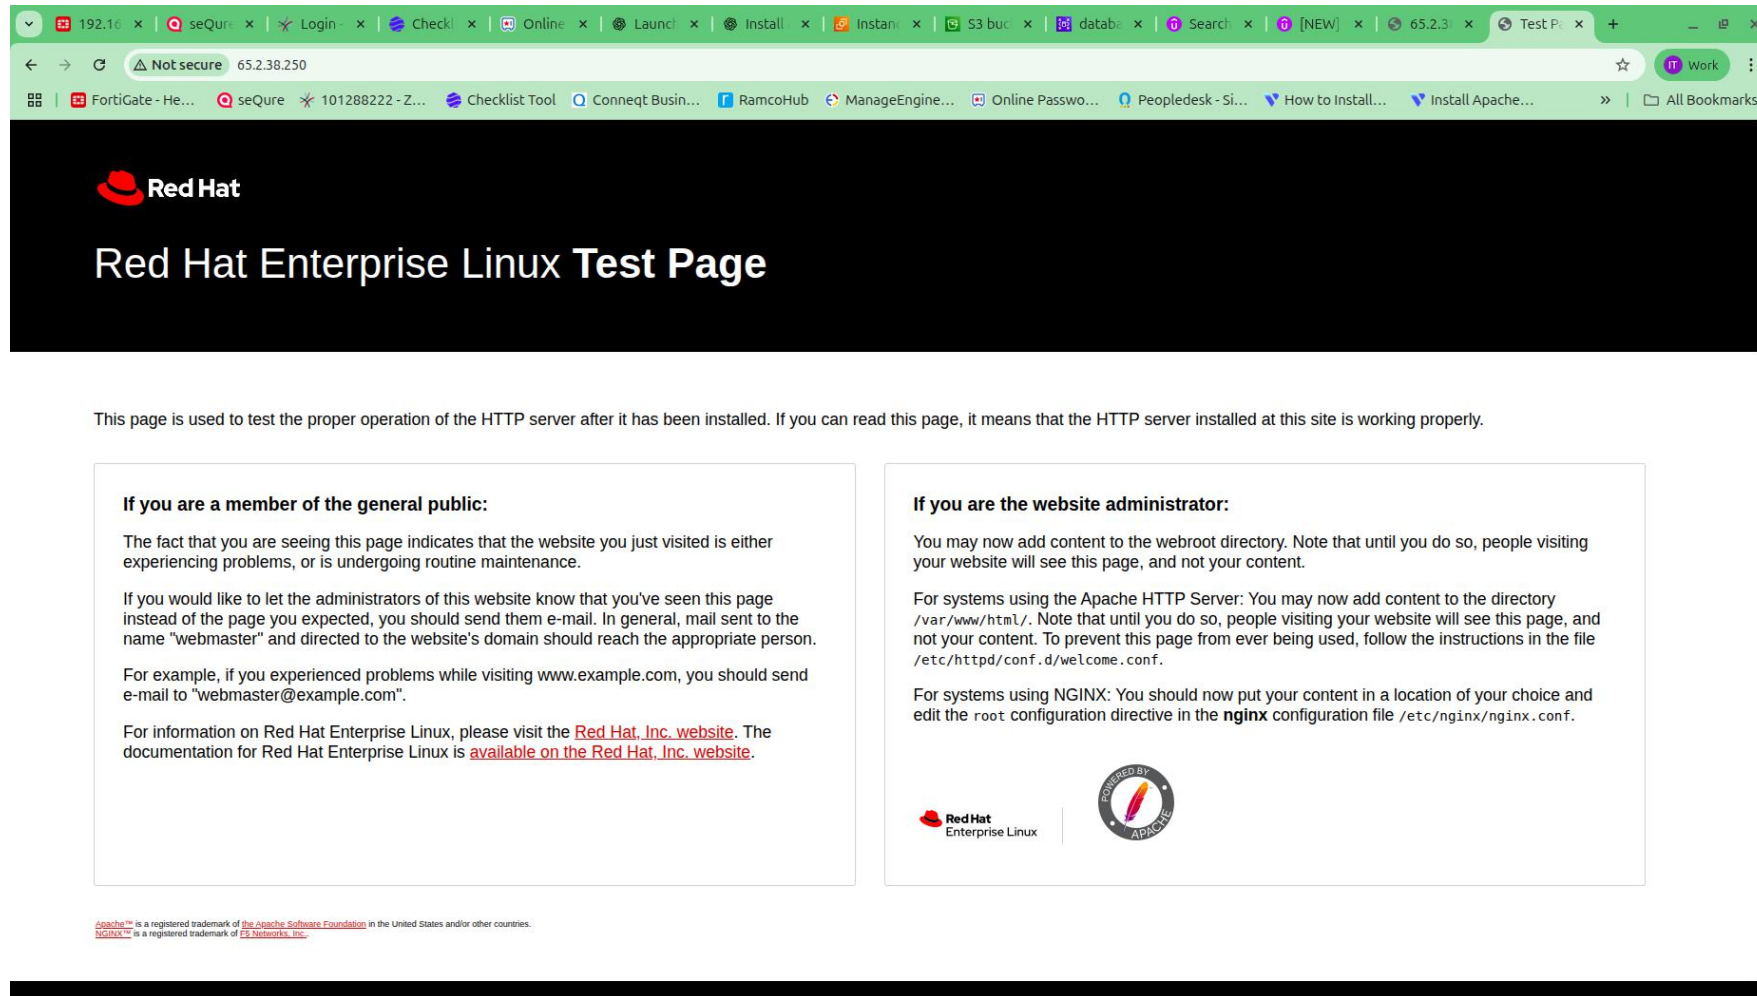 192.16
seQure
Login -
Checkl
Online
Launch
Install
Instanc
S3 buc
databa
Search
[NEW]
65.2.3
Test Pa
Not secure 65.2.38.250
Work
FortiGate - He...
seQure
101288222 - Z...
Checklist Tool
Conneqt Busin...
RamcoHub
ManageEngine...
Online Passwo...
Peopledesk - Si...
How to Install...
Install Apache...
All Bookmarks
Red Hat
Red Hat Enterprise Linux Test Page
This page is used to test the proper operation of the HTTP server after it has been installed. If you can read this page, it means that the HTTP server installed at this site is working properly.
If you are a member of the general public:
The fact that you are seeing this page indicates that the website you just visited is either
experiencing problems, or is undergoing routine maintenance.
If you would like to let the administrators of this website know that you've seen this page
instead of the page you expected, you should send them e-mail. In general, mail sent to the
name "webmaster" and directed to the website's domain should reach the appropriate person.
For example, if you experienced problems while visiting www.example.com, you should send
e-mail to "webmaster@example.com".
For information on Red Hat Enterprise Linux, please visit the Red Hat, Inc. website. The
documentation for Red Hat Enterprise Linux is available on the Red Hat, Inc. website.
If you are the website administrator:
You may now add content to the webroot directory. Note that until you do so, people visiting
your website will see this page, and not your content.
For systems using the Apache HTTP Server: You may now add content to the directory
/var/www/html/. Note that until you do so, people visiting your website will see this page, and
not your content. To prevent this page from ever being used, follow the instructions in the file
/etc/httpd/conf.d/welcome.conf.
For systems using NGINX: You should now put your content in a location of your choice and
edit the root configuration directive in the nginx configuration file /etc/nginx/nginx.conf.
Red Hat
Enterprise Linux
POWERED BY
APACHE
Apache™ is a registered trademark of the Apache Software Foundation in the United States and/or other countries.
NGINX™ is a registered trademark of F5 Networks, Inc..